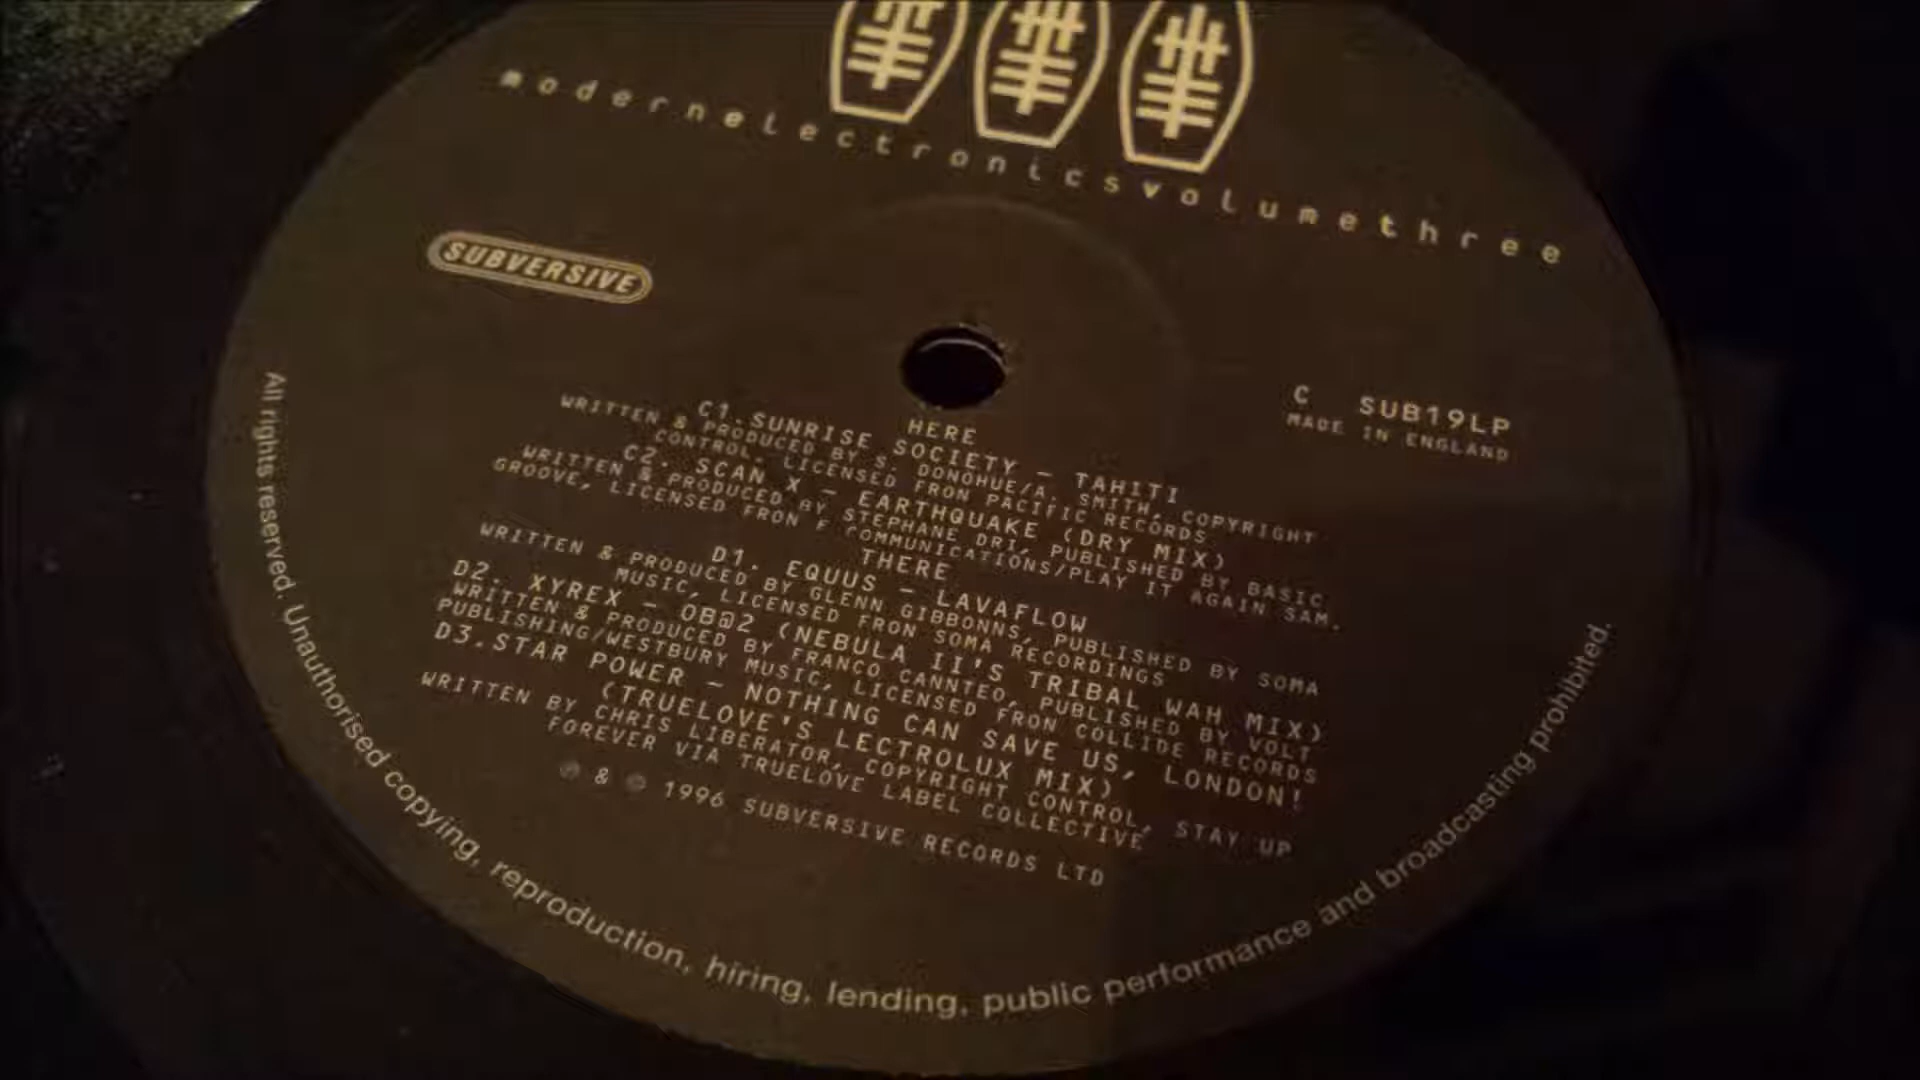 modernelectronicsvolumethree
SUBVERSIVE
C SUB19LP
MADE IN ENGLAND
HERE
C1.SUNRISE SOCIETY – TAHITI
WRITTEN & PRODUCED BY S. DONOHUE/A. SMITH, COPYRIGHT
CONTROL. LICENSED FRON PACIFIC RECORDS
C2. SCAN X – EARTHQUAKE (DRY MIX)
WRITTEN & PRODUCED BY STEPHANE DRI, PUBLISHED BY BASIC
GROOVE, LICENSED FRON F COMMUNICATIONS/PLAY IT AGAIN SAM.
THERE
D1. EQUUS – LAVAFLOW
WRITTEN & PRODUCED BY GLENN GIBBONNS, PUBLISHED BY SOMA
MUSIC, LICENSED FRON SOMA RECORDINGS
D2. XYREX – OB@2 (NEBULA II'S TRIBAL WAH MIX)
WRITTEN & PRODUCED BY FRANCO CANNTEO, PUBLISHED BY VOLT
PUBLISHING/WESTBURY MUSIC, LICENSED FRON COLLIDE RECORDS
D3.STAR POWER – NOTHING CAN SAVE US, LONDON!
(TRUELOVE'S LECTROLUX MIX)
WRITTEN BY CHRIS LIBERATOR, COPYRIGHT CONTROL, STAY UP
FOREVER VIA TRUELOVE LABEL COLLECTIVE
℗ & © 1996 SUBVERSIVE RECORDS LTD
All rights reserved. Unauthorised copying, reproduction, hiring, lending, public performance and broadcasting prohibited.